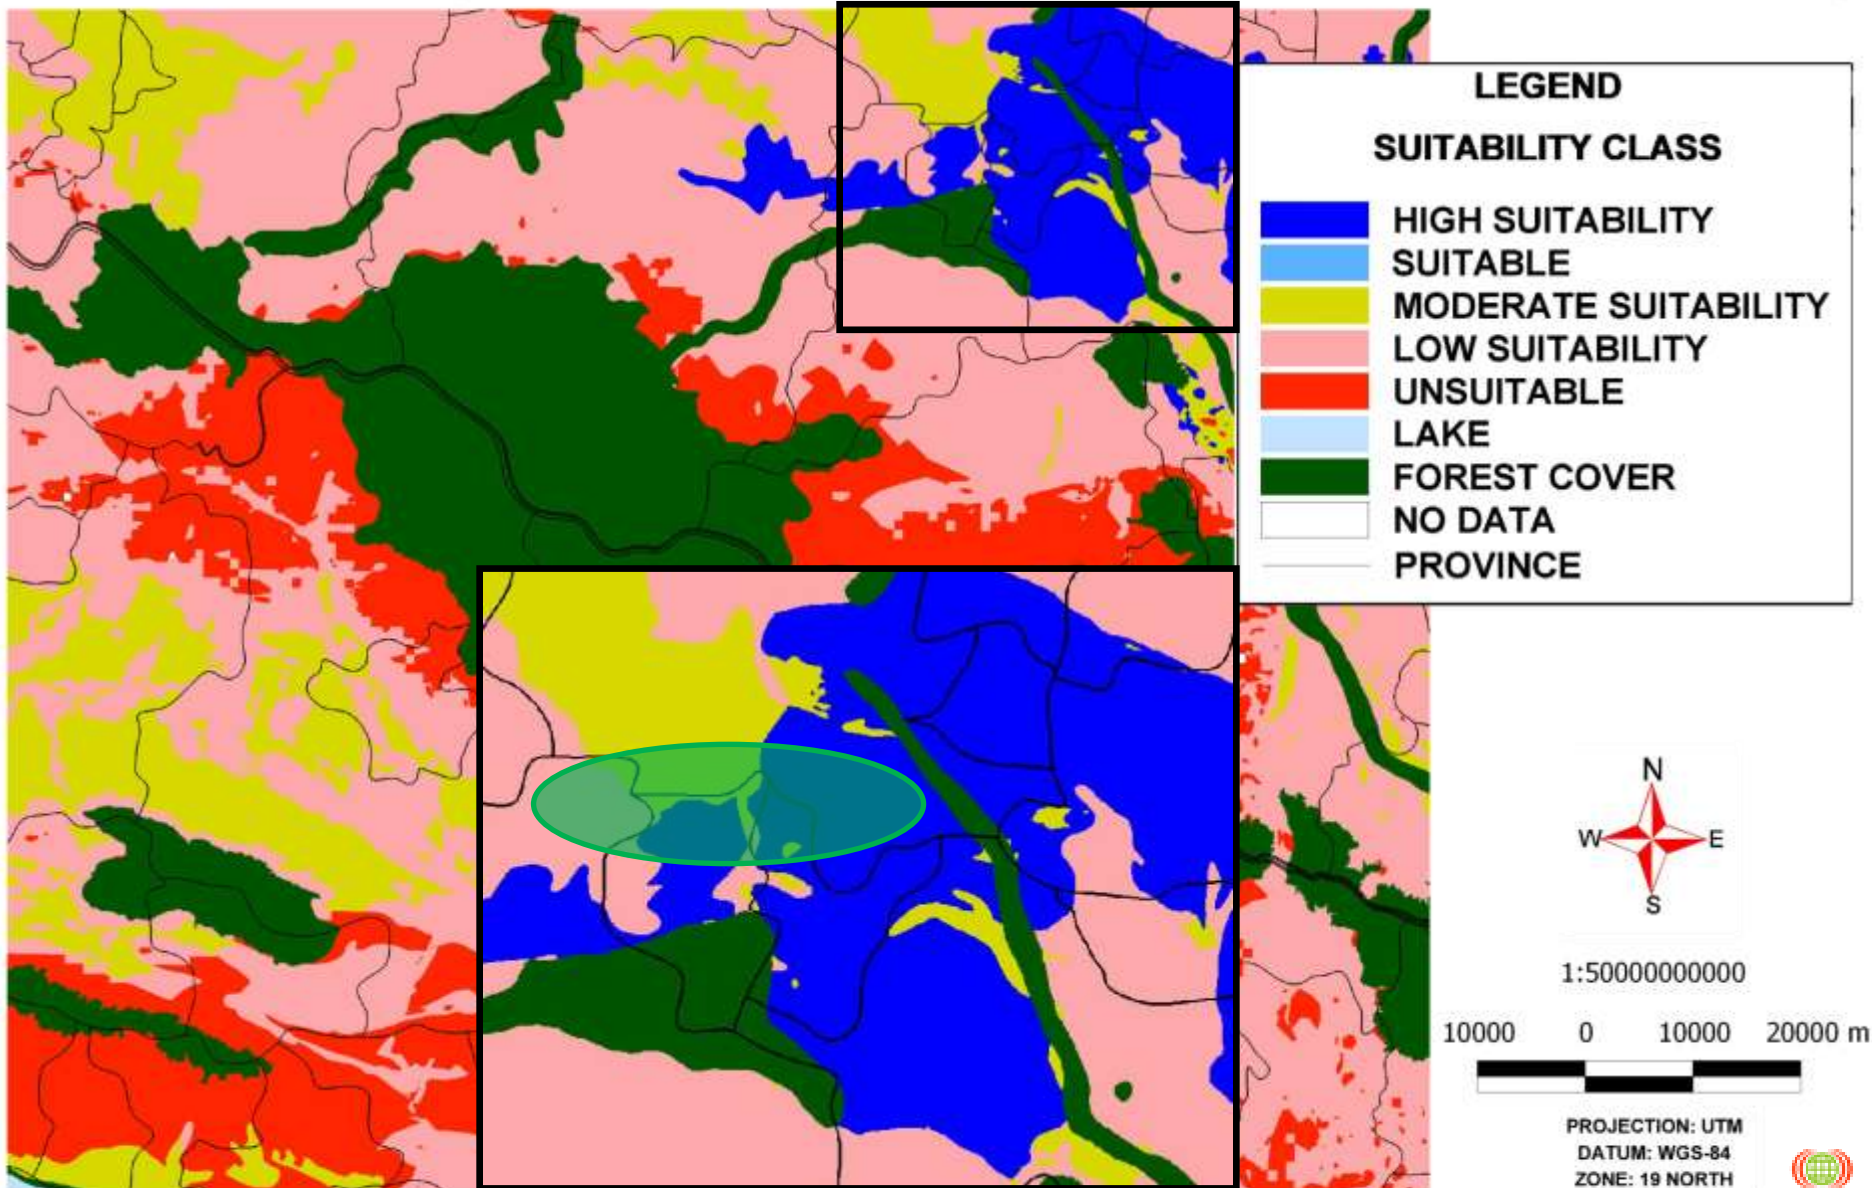 LEGEND
SUITABILITY CLASS
HIGH SUITABILITY
SUITABLE
MODERATE SUITABILITY
LOW SUITABILITY
UNSUITABLE
LAKE
FOREST COVER
NO DATA
PROVINCE
N
W E
S
1:50000000000
10000 0 10000 20000 m
PROJECTION: UTM
DATUM: WGS-84
ZONE: 19 NORTH